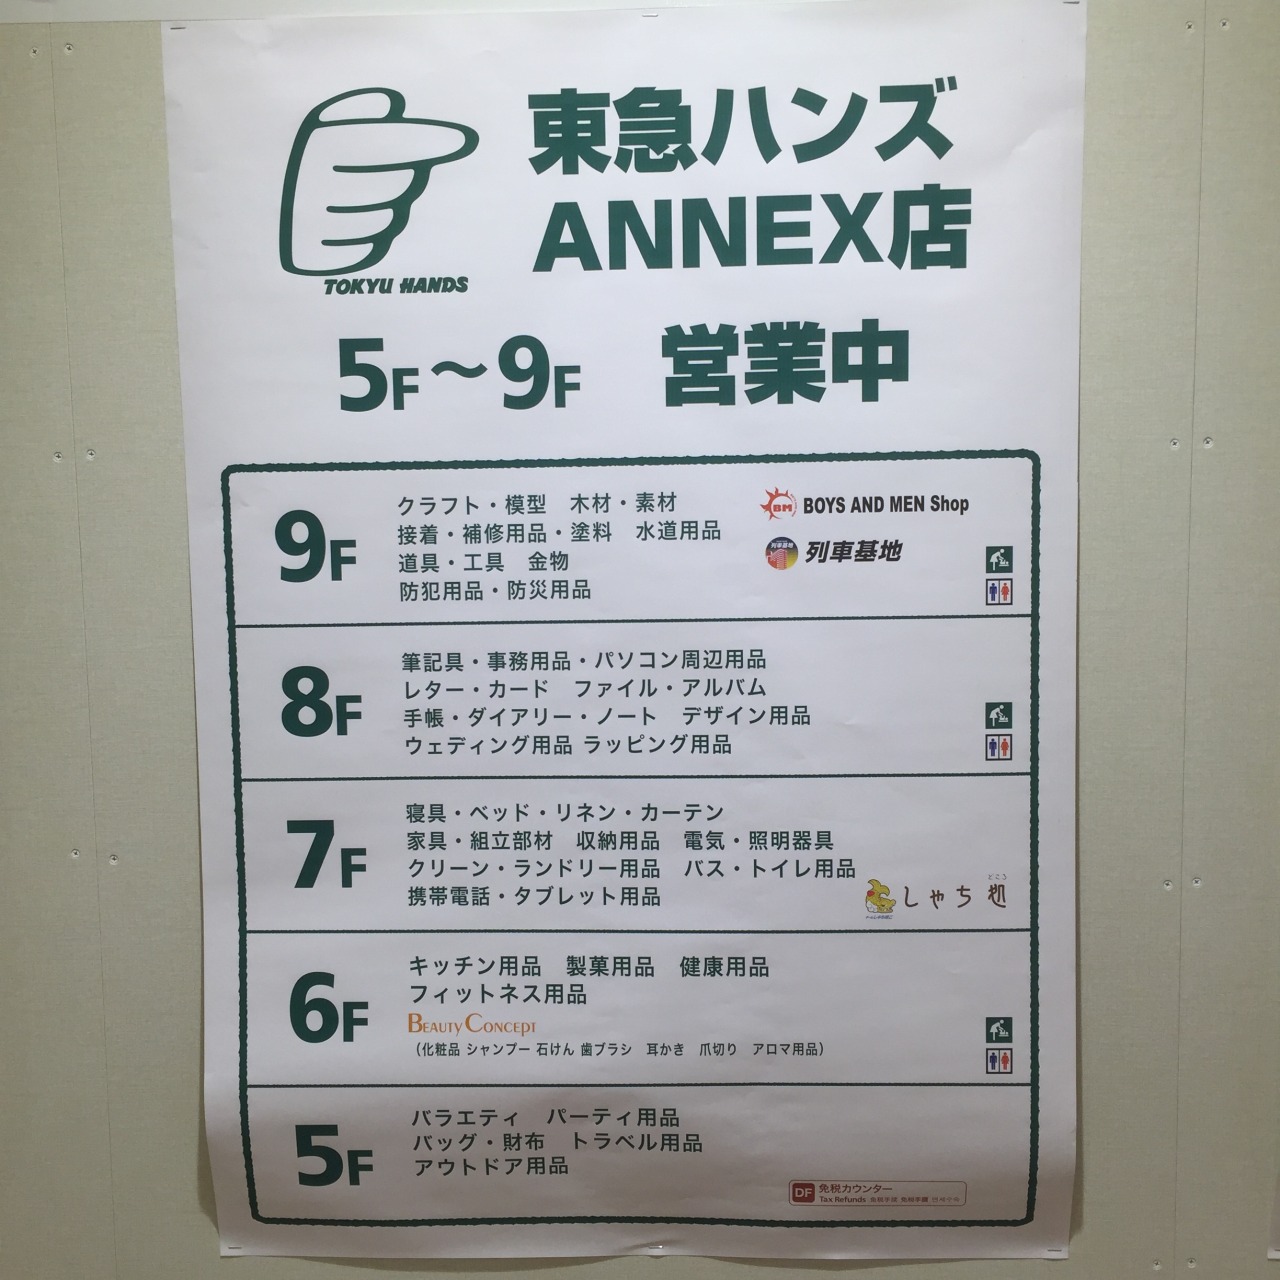 東急ハンズ
ANNEX店
TOKYU HANDS
5F～9F 営業中
9F
クラフト・模型 木材・素材
接着・補修用品・塗料 水道用品
道具・工具 金物
防犯用品・防災用品
BM BOYS AND MEN Shop
列車基地 列車基地
8F
筆記具・事務用品・パソコン周辺用品
レター・カード ファイル・アルバム
手帳・ダイアリー・ノート デザイン用品
ウェディング用品 ラッピング用品
7F
寝具・ベッド・リネン・カーテン
家具・組立部材 収納用品 電気・照明器具
クリーン・ランドリー用品 バス・トイレ用品
携帯電話・タブレット用品
どころ
しゃち処
6F
キッチン用品 製菓用品 健康用品
フィットネス用品
BEAUTY CONCEPT
（化粧品 シャンプー 石けん 歯ブラシ 耳かき 爪切り アロマ用品）
5F
バラエティ パーティ用品
バッグ・財布 トラベル用品
アウトドア用品
DF 免税カウンター
Tax Refunds